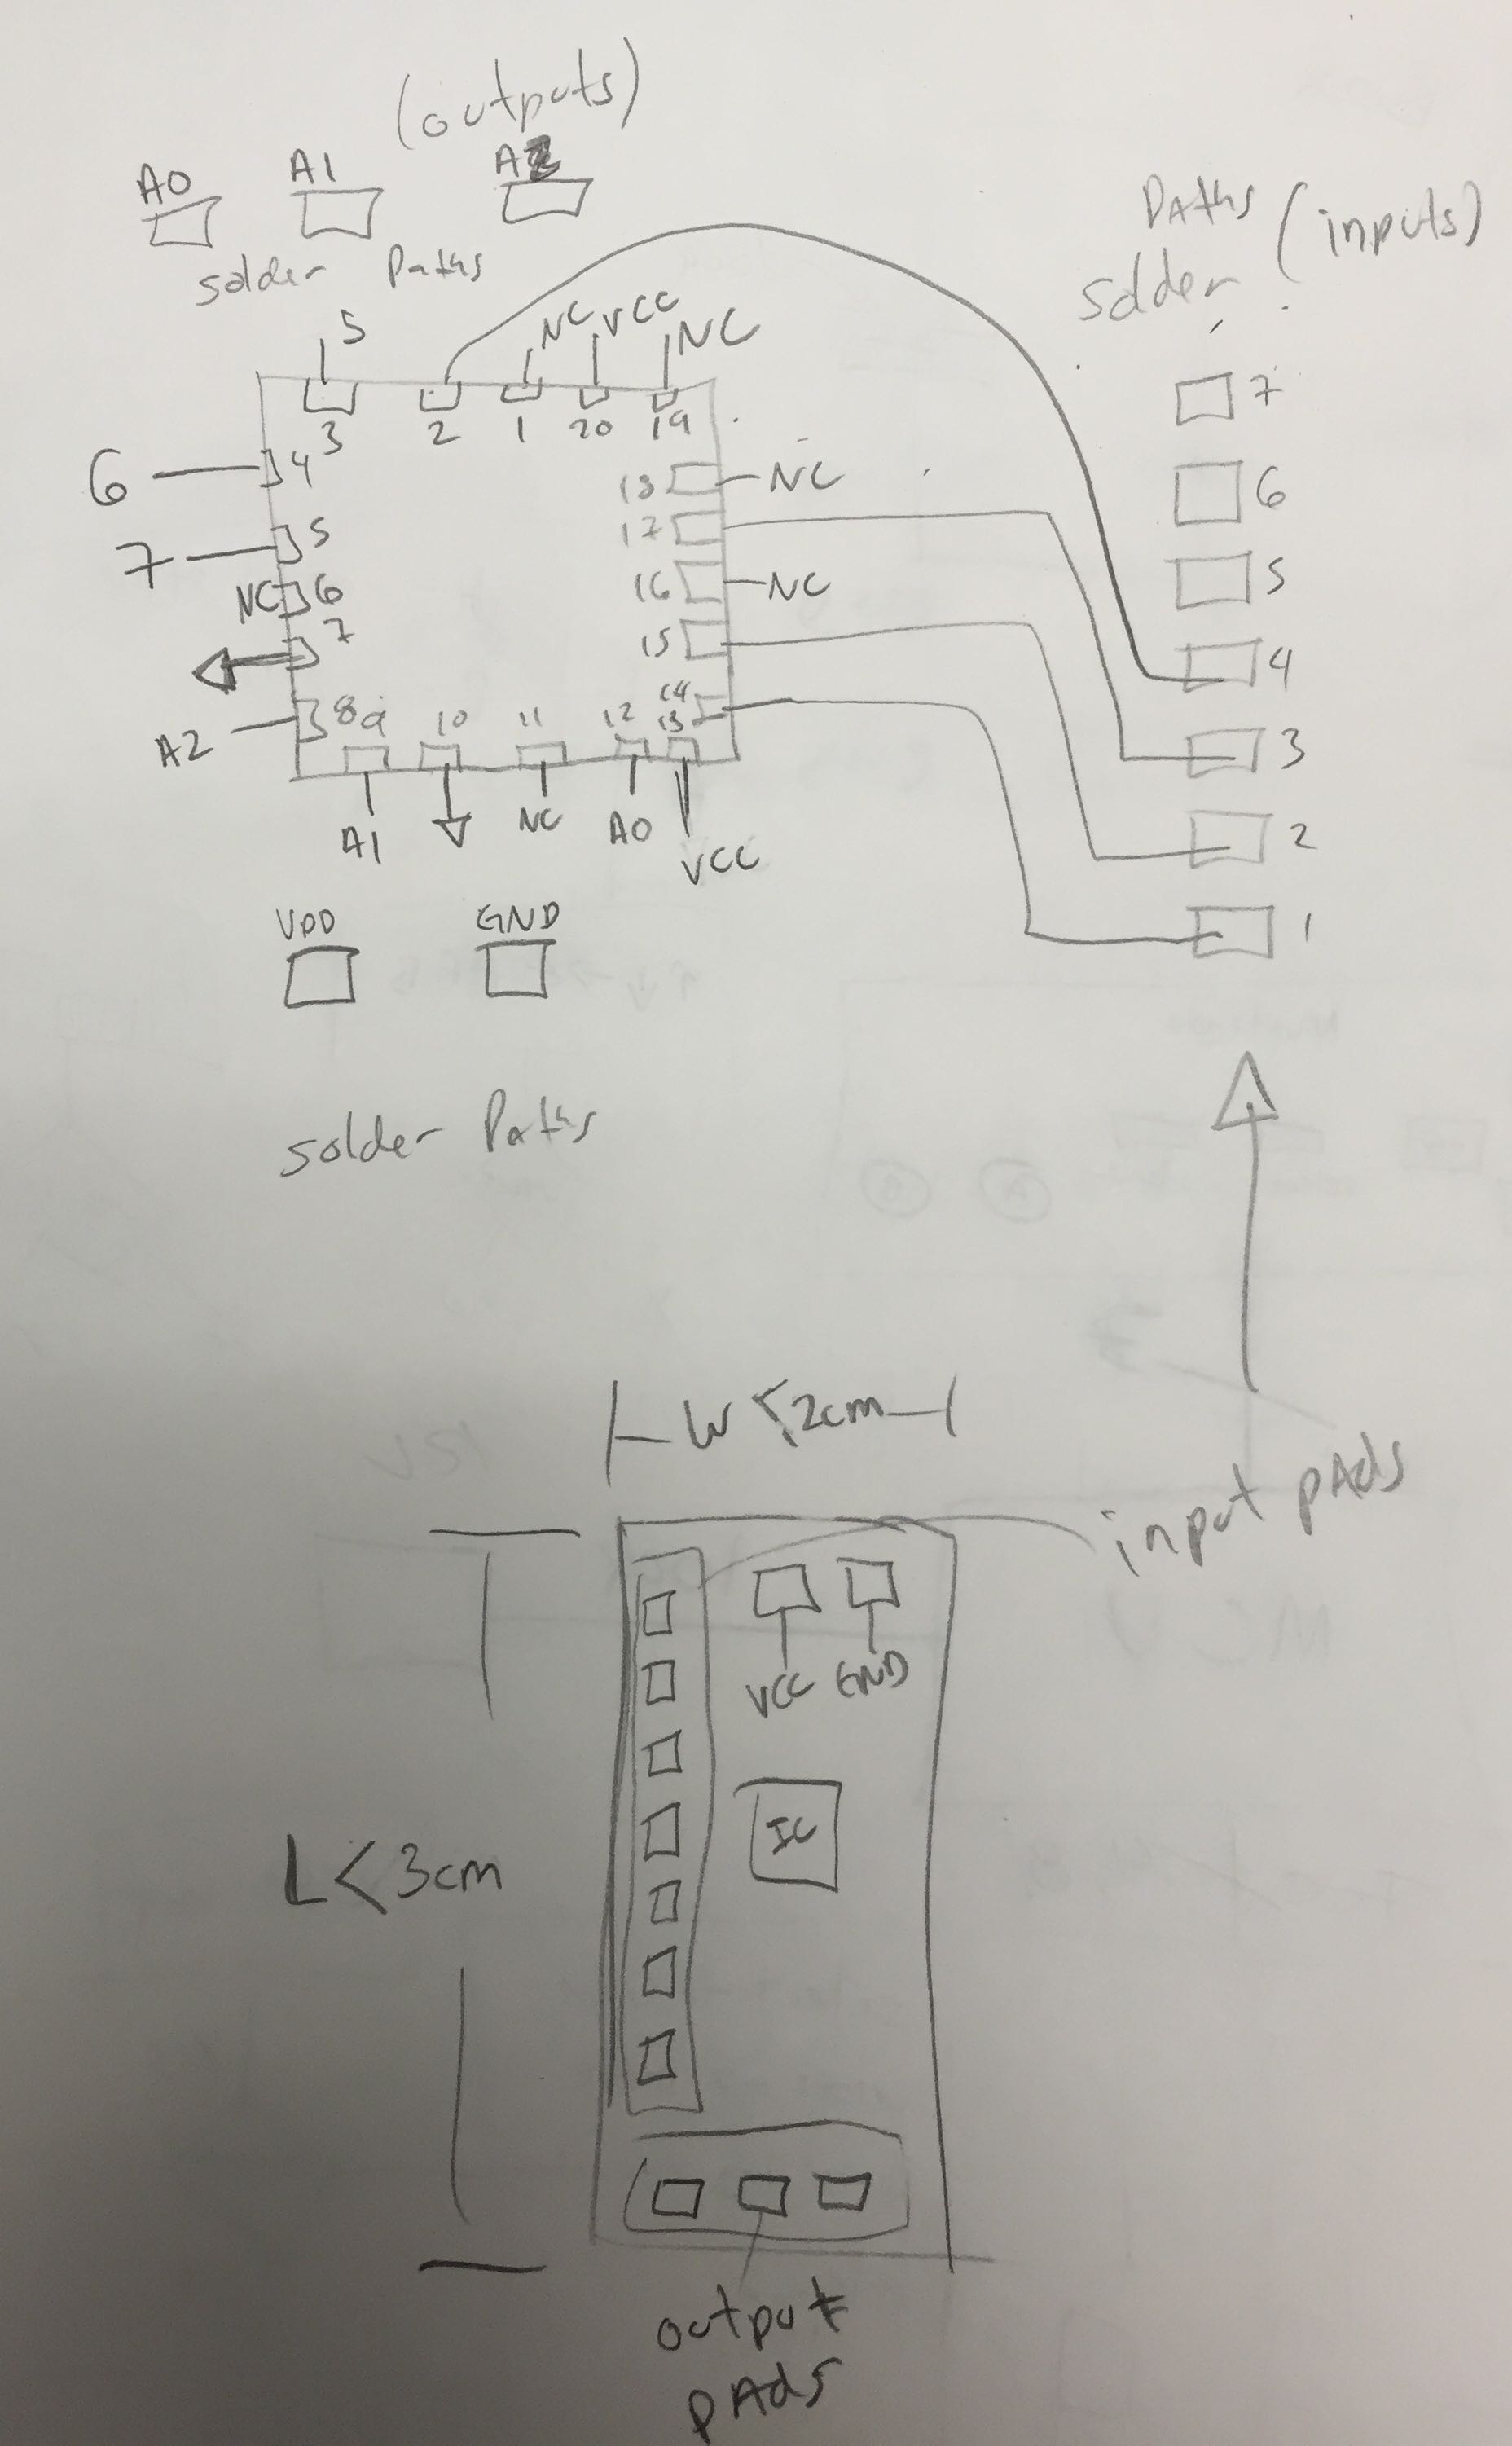 (outputs)
A0 A1 A2
solder Paths
Paths (inputs)
solder
5 NC VCC NC
3 2 1 20 19
7
6 4
18 NC
6
7 5
17
5
NC 6
16 NC
7
15
4
A2 8 9 10 11 12 13 14
3
A1 NC A0 VCC
2
VDD GND
1
solder Paths
W < 2cm
input pAds
VCC GND
IC
L < 3cm
output
pAds